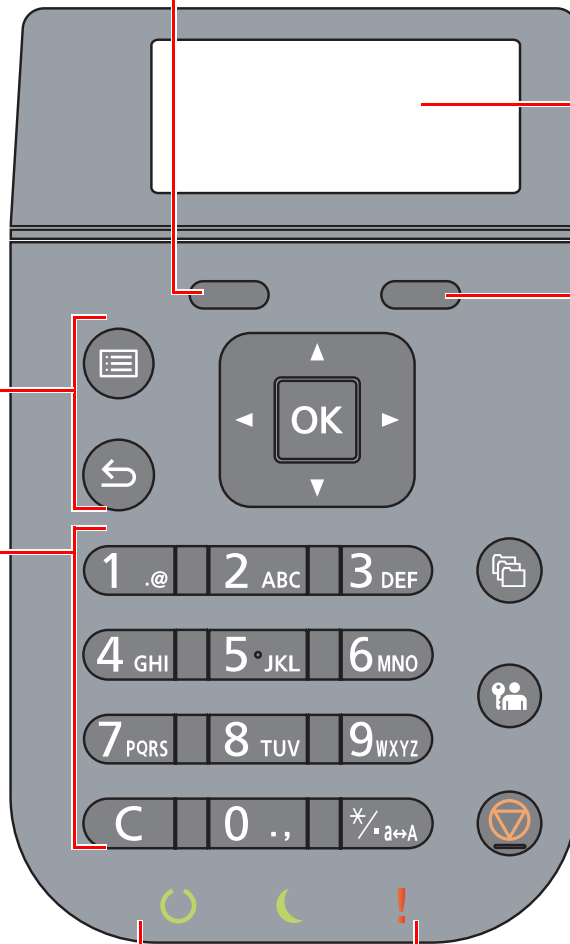 OK
1 .@ 2 ABC 3 DEF
4 GHI 5 JKL 6 MNO
7 PQRS 8 TUV 9 WXYZ
C 0 ., */. a↔A
!